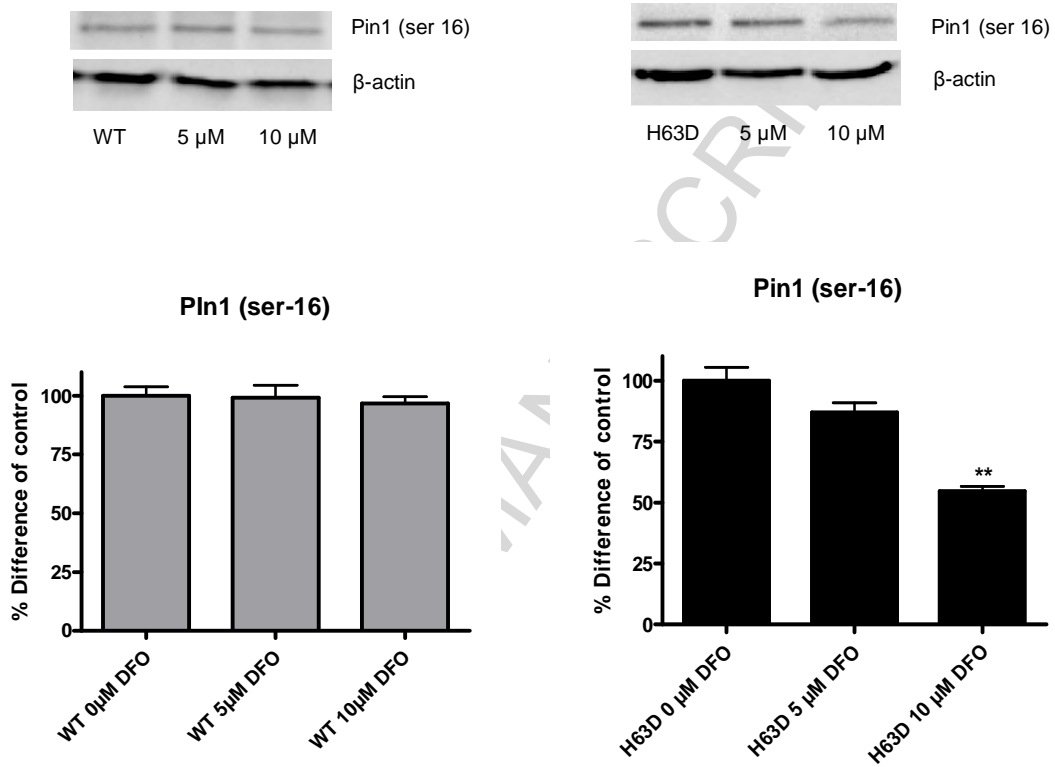 Pin1 (ser 16)
β-actin
WT 5 µM 10 µM
Pin1 (ser 16)
β-actin
H63D 5 µM 10 µM
PIn1 (ser-16)
% Difference of control
100
75
50
25
0
WT 0µM DFO
WT 5µM DFO
WT 10µM DFO
Pin1 (ser-16)
% Difference of control
100
75
50
25
0
**
H63D 0 µM DFO
H63D 5 µM DFO
H63D 10 µM DFO